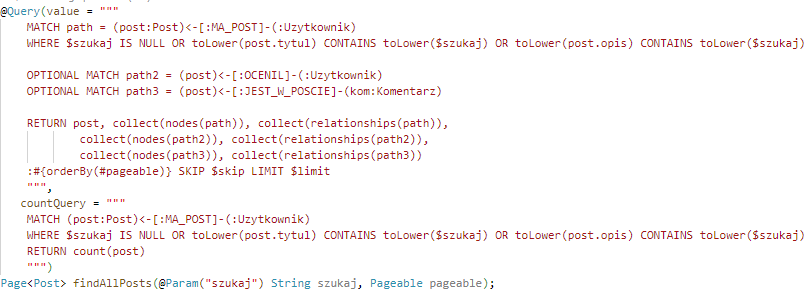 @Query(value = """
MATCH path = (post:Post)<-[:MA_POST]-(:Uzytkownik)
WHERE $szukaj IS NULL OR toLower(post.tytul) CONTAINS toLower($szukaj) OR toLower(post.opis) CONTAINS toLower($szukaj)
OPTIONAL MATCH path2 = (post)<-[:OCENIL]-(:Uzytkownik)
OPTIONAL MATCH path3 = (post)<-[:JEST_W_POSCIE]-(kom:Komentarz)
RETURN post, collect(nodes(path)), collect(relationships(path)),
collect(nodes(path2)), collect(relationships(path2)),
collect(nodes(path3)), collect(relationships(path3))
:#{orderBy(#pageable)} SKIP $skip LIMIT $limit
""",
countQuery = """
MATCH (post:Post)<-[:MA_POST]-(:Uzytkownik)
WHERE $szukaj IS NULL OR toLower(post.tytul) CONTAINS toLower($szukaj) OR toLower(post.opis) CONTAINS toLower($szukaj)
RETURN count(post)
""")
Page<Post> findAllPosts(@Param("szukaj") String szukaj, Pageable pageable);